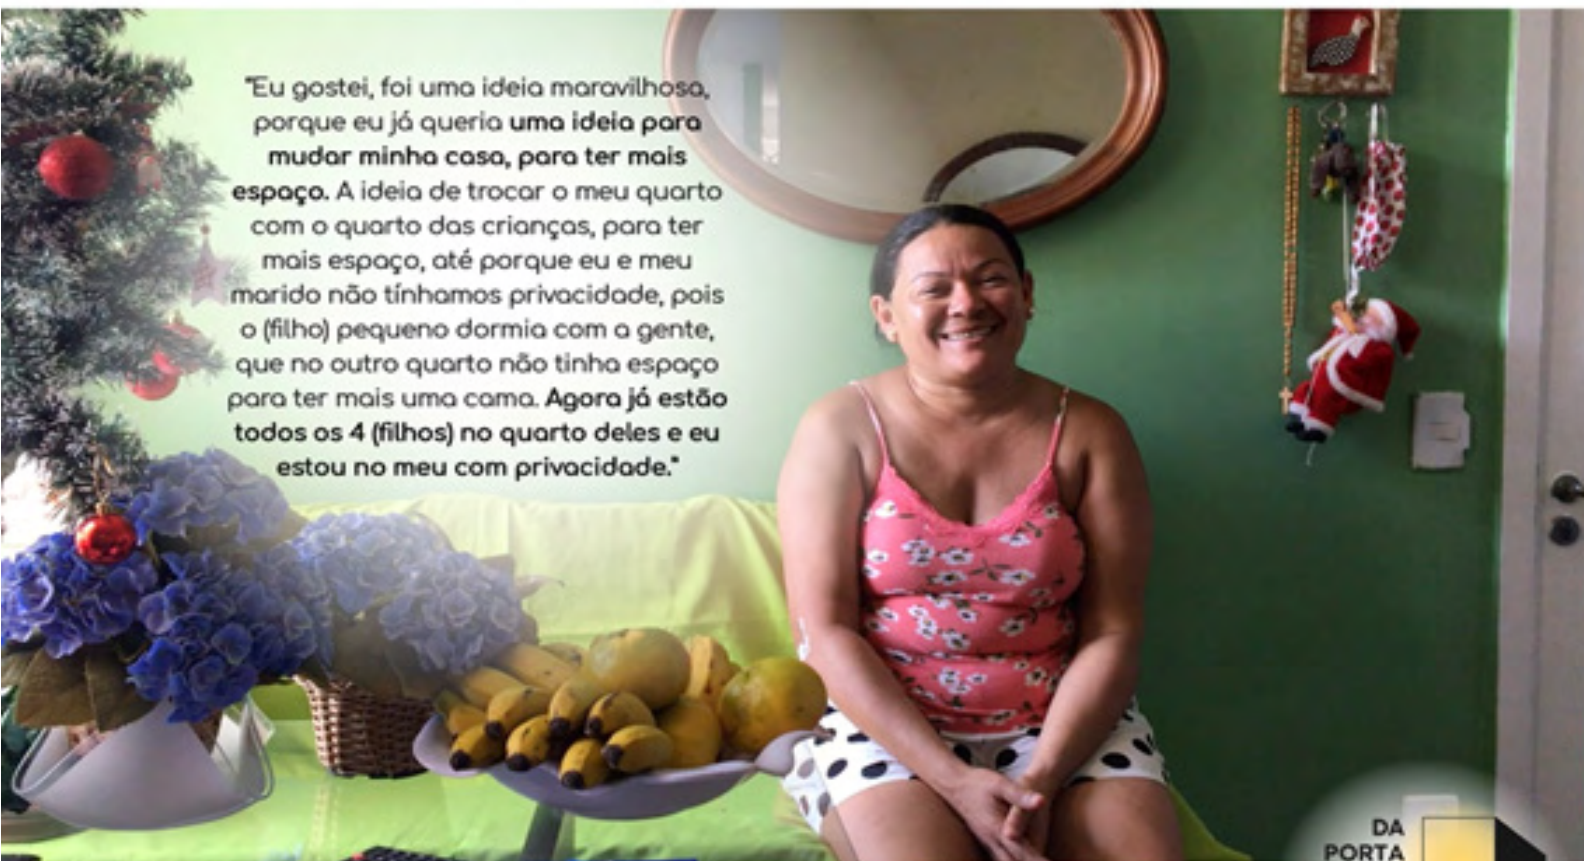 "Eu gostei, foi uma ideia maravilhosa,
porque eu já queria uma ideia para
mudar minha casa, para ter mais
espaço. A ideia de trocar o meu quarto
com o quarto das crianças, para ter
mais espaço, até porque eu e meu
marido não tínhamos privacidade, pois
o (filho) pequeno dormia com a gente,
que no outro quarto não tinha espaço
para ter mais uma cama. Agora já estão
todos os 4 (filhos) no quarto deles e eu
estou no meu com privacidade."
DA
PORTA